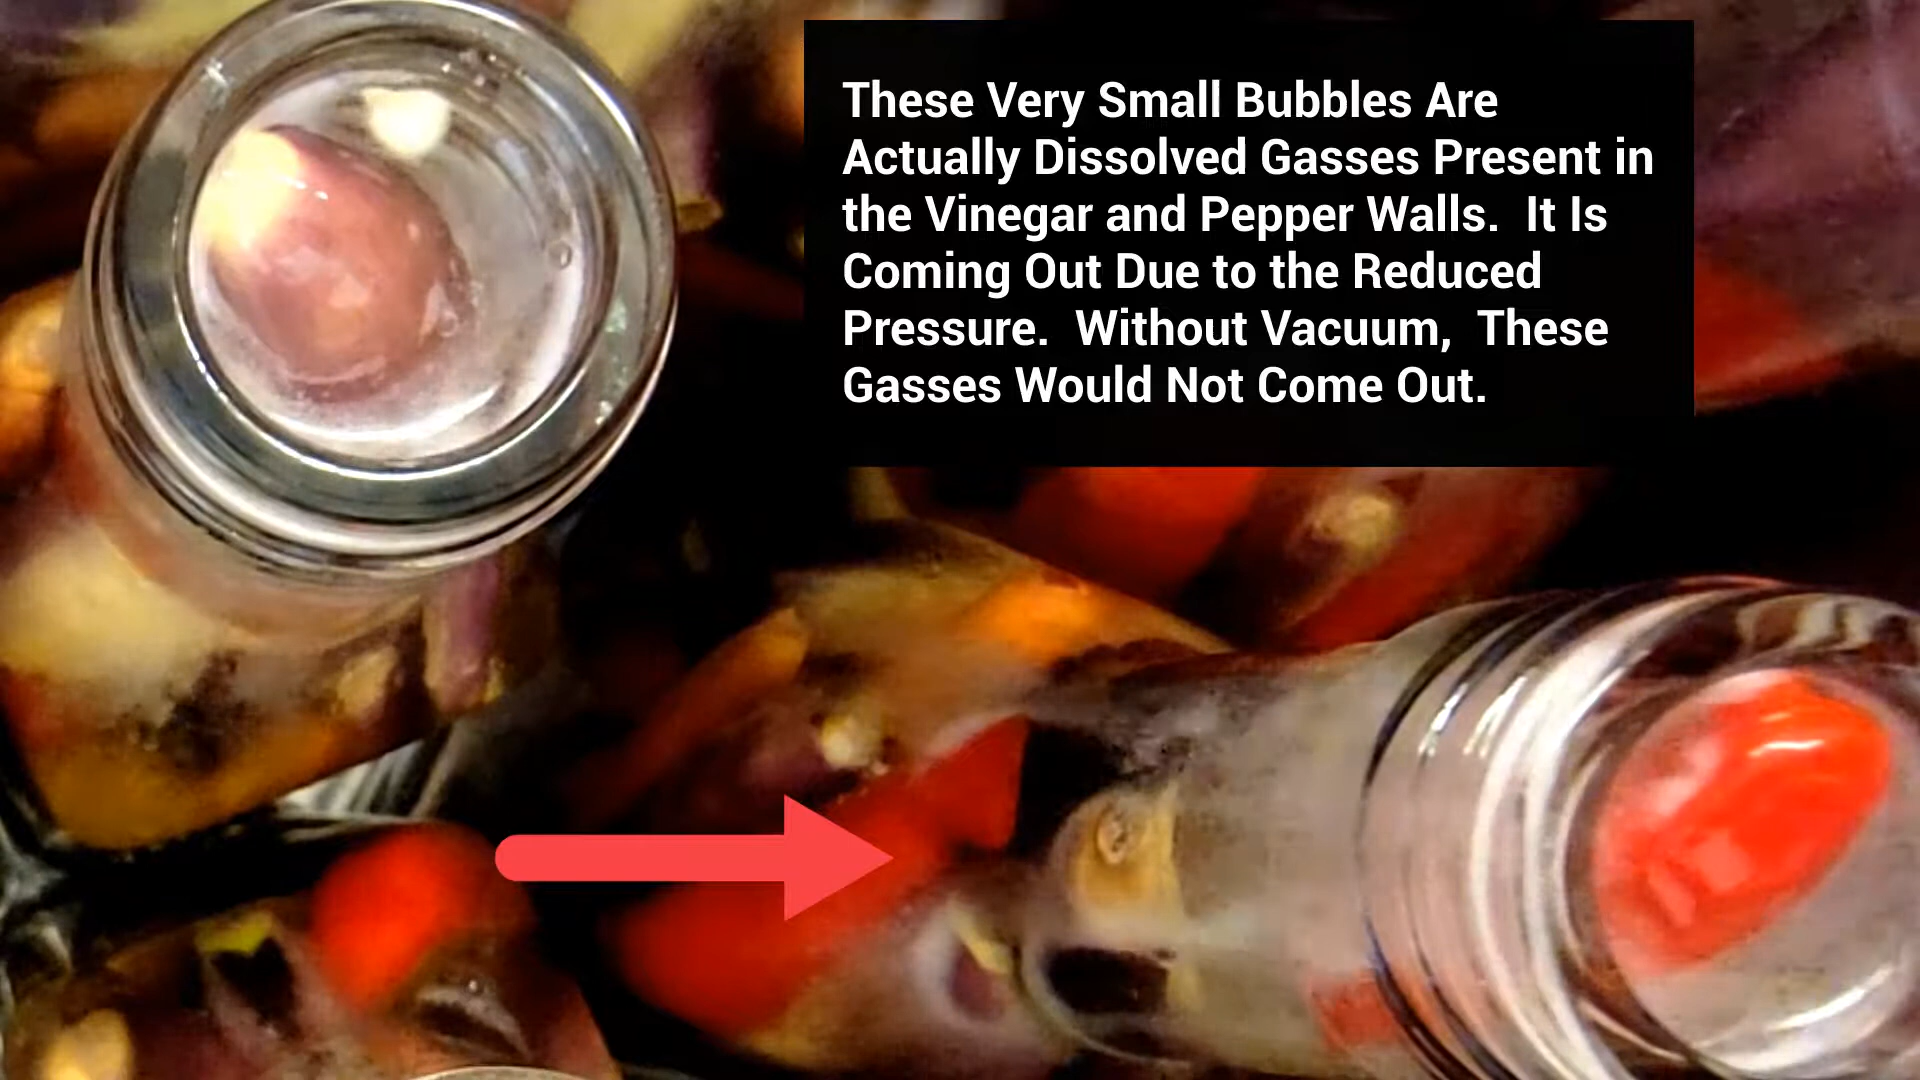 These Very Small Bubbles Are
Actually Dissolved Gasses Present in
the Vinegar and Pepper Walls.  It Is
Coming Out Due to the Reduced
Pressure.  Without Vacuum,  These
Gasses Would Not Come Out.